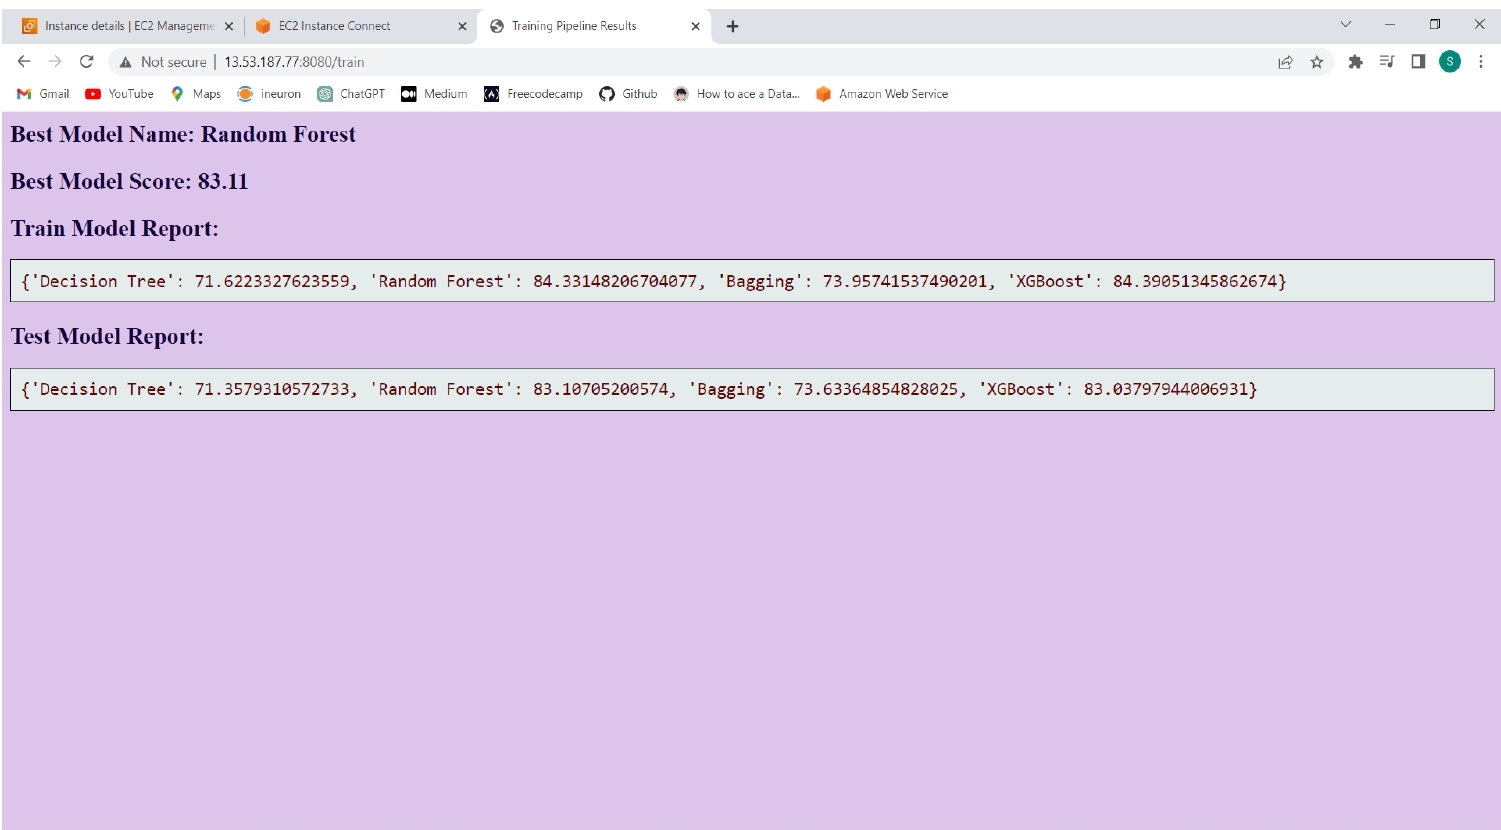 Instance details | EC2 Manageme
EC2 Instance Connect
Training Pipeline Results
Not secure | 13.53.187.77:8080/train
S
Gmail
YouTube
Maps
ineuron
ChatGPT
Medium
Freecodecamp
Github
How to ace a Data...
Amazon Web Service
Best Model Name: Random Forest
Best Model Score: 83.11
Train Model Report:
{'Decision Tree': 71.6223327623559, 'Random Forest': 84.33148206704077, 'Bagging': 73.95741537490201, 'XGBoost': 84.39051345862674}
Test Model Report:
{'Decision Tree': 71.3579310572733, 'Random Forest': 83.10705200574, 'Bagging': 73.63364854828025, 'XGBoost': 83.03797944006931}